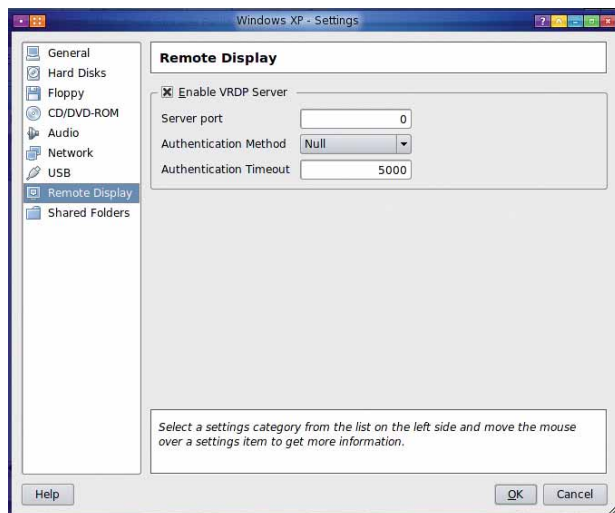 Windows XP - Settings
General
Hard Disks
Floppy
CD/DVD-ROM
Audio
Network
USB
Remote Display
Shared Folders
Remote Display
Enable VRDP Server
Server port 0
Authentication Method Null
Authentication Timeout 5000
Select a settings category from the list on the left side and move the mouse
over a settings item to get more information.
Help
OK
Cancel